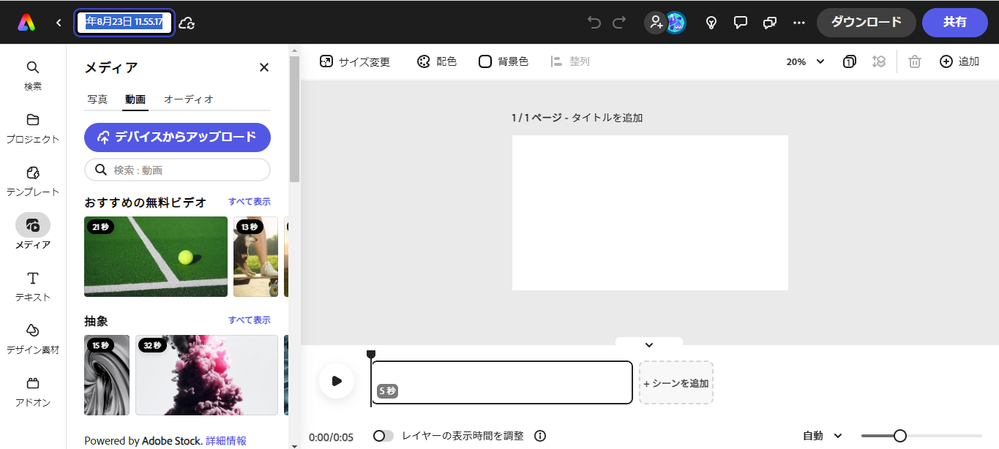 年8月23日 11.55.17
ダウンロード
共有
検索
プロジェクト
テンプレート
メディア
テキスト
デザイン素材
アドオン
メディア
写真 動画 オーディオ
デバイスからアップロード
検索 : 動画
おすすめの無料ビデオ すべて表示
21 秒 13 秒
抽象 すべて表示
15 秒 32 秒
Powered by Adobe Stock. 詳細情報
サイズ変更 配色 背景色 整列 20% 1 追加
1 / 1 ページ - タイトルを追加
5 秒
+ シーンを追加
0:00/0:05 レイヤーの表示時間を調整 自動